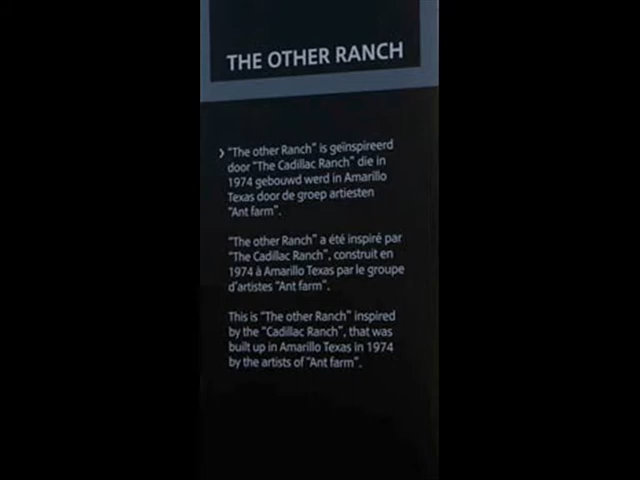 THE OTHER RANCH
❯ "The other Ranch" is geïnspireerd
door "The Cadillac Ranch" die in
1974 gebouwd werd in Amarillo
Texas door de groep artiesten
"Ant farm".
"The other Ranch" a été inspiré par
"The Cadillac Ranch", construit en
1974 à Amarillo Texas par le groupe
d'artistes "Ant farm".
This is "The other Ranch" inspired
by the "Cadillac Ranch", that was
built up in Amarillo Texas in 1974
by the artists of "Ant farm".